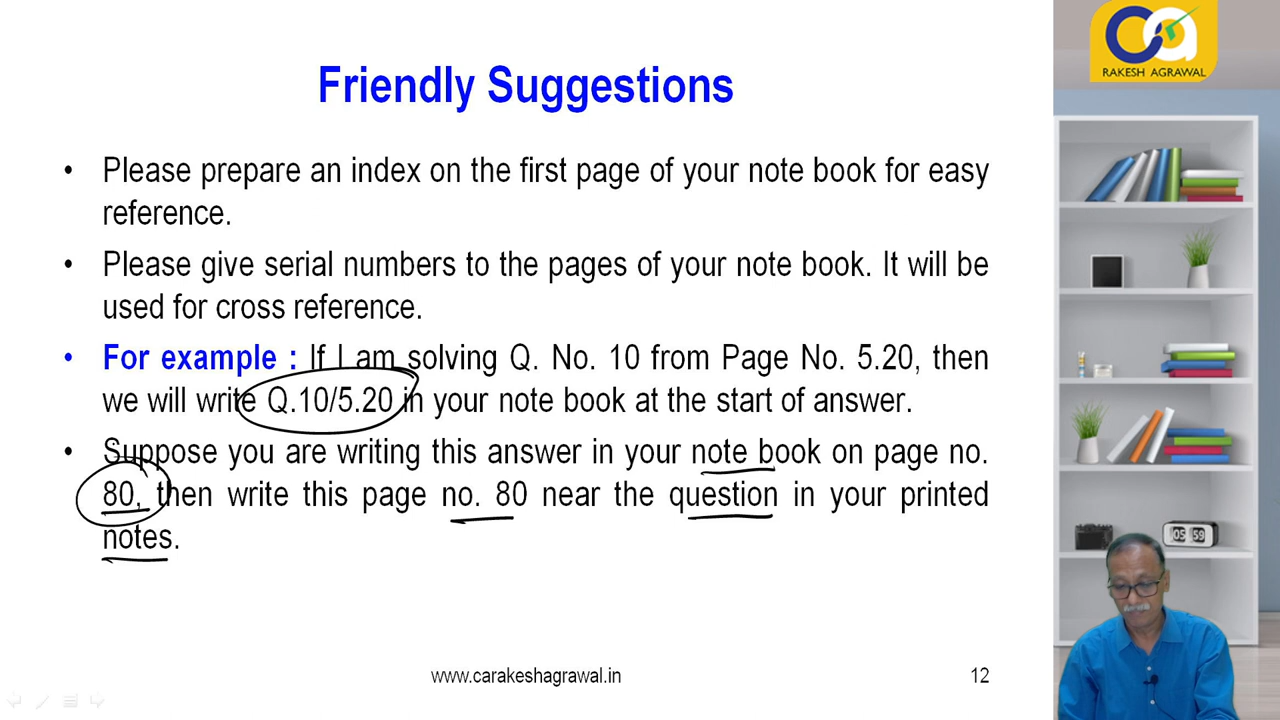 Friendly Suggestions
• Please prepare an index on the first page of your note book for easy
reference.
• Please give serial numbers to the pages of your note book. It will be
used for cross reference.
• For example : If I am solving Q. No. 10 from Page No. 5.20, then
we will write Q.10/5.20 in your note book at the start of answer.
• Suppose you are writing this answer in your note book on page no.
80, then write this page no. 80 near the question in your printed
notes.
www.carakeshagrawal.in
12
ca
RAKESH AGRAWAL
05 59